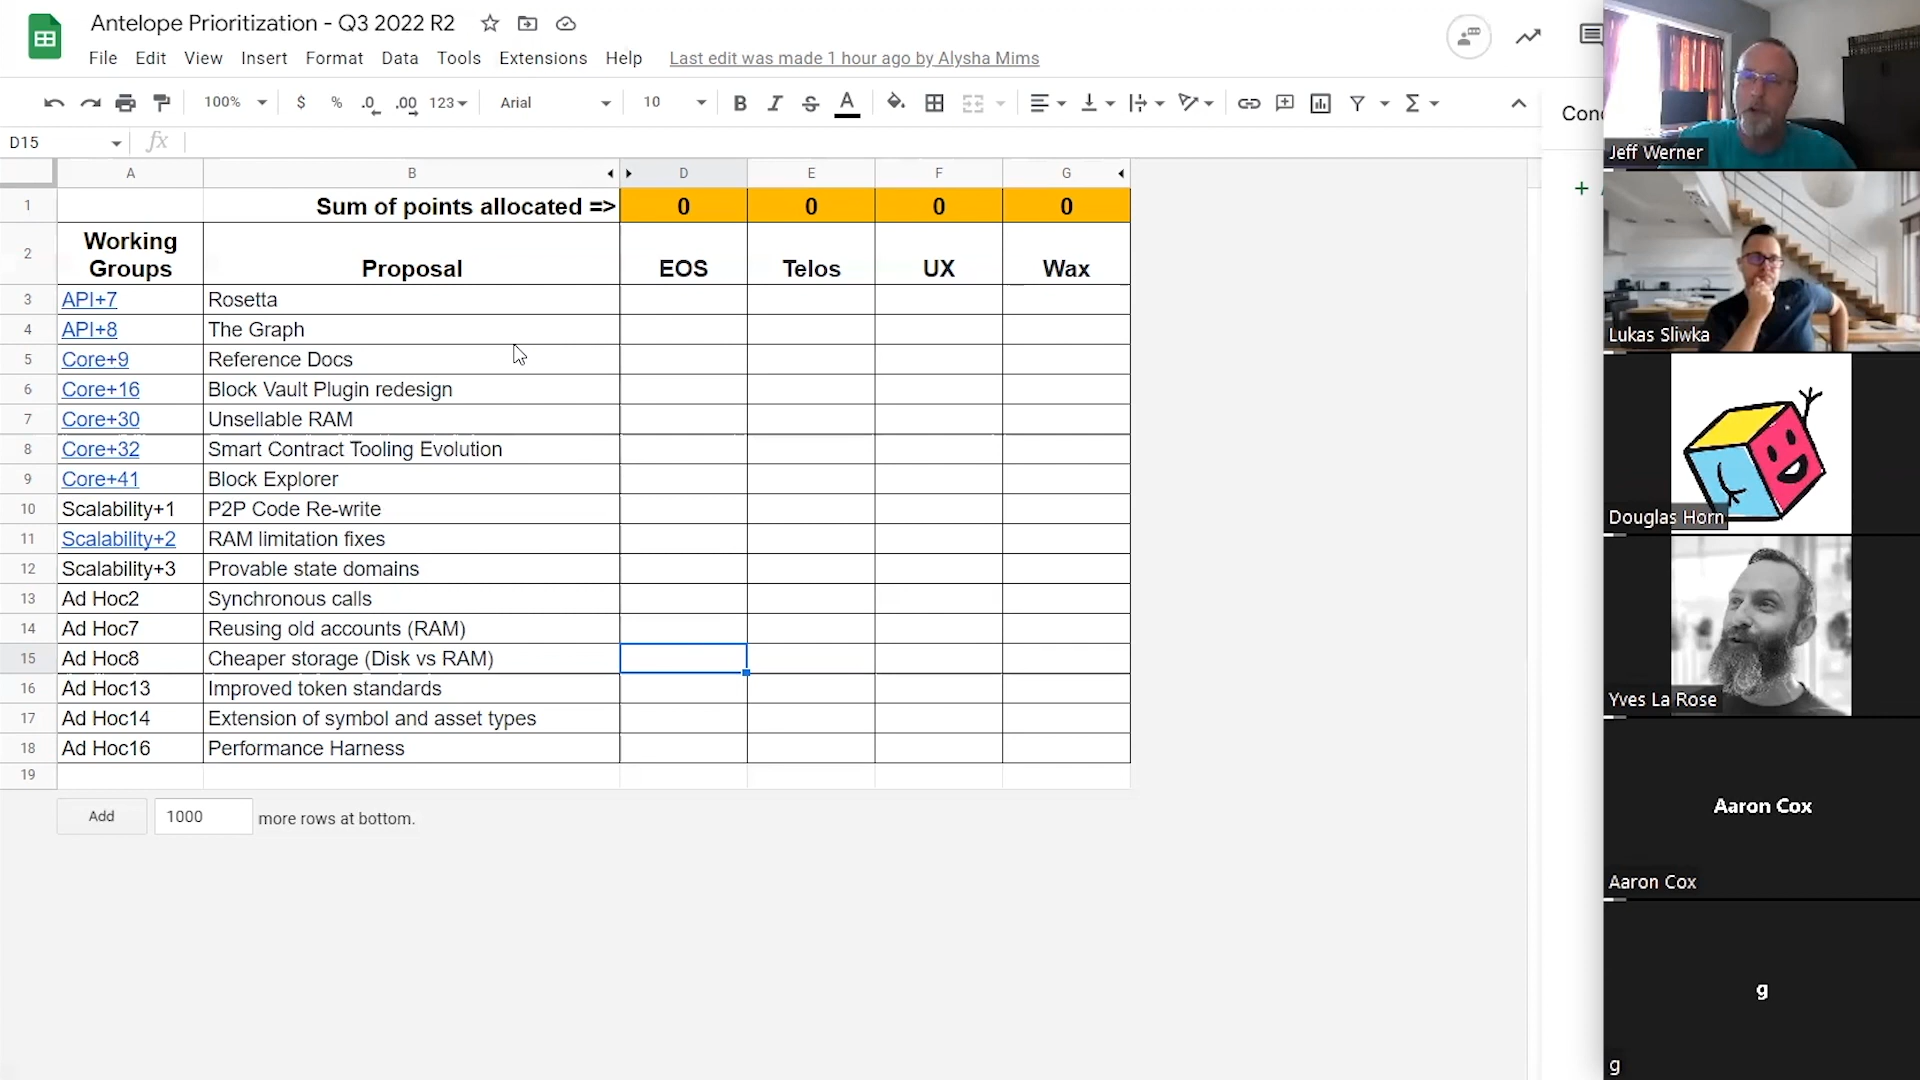 Antelope Prioritization - Q3 2022 R2
File Edit View Insert Format Data Tools Extensions Help Last edit was made 1 hour ago by Alysha Mims
100% $ % .0 .00 123 Arial 10 B I S A Σ
Conc
D15 fx
A B D E F G
1 Sum of points allocated => 0 0 0 0
2 Working Groups Proposal EOS Telos UX Wax
3 API+7 Rosetta
4 API+8 The Graph
5 Core+9 Reference Docs
6 Core+16 Block Vault Plugin redesign
7 Core+30 Unsellable RAM
8 Core+32 Smart Contract Tooling Evolution
9 Core+41 Block Explorer
10 Scalability+1 P2P Code Re-write
11 Scalability+2 RAM limitation fixes
12 Scalability+3 Provable state domains
13 Ad Hoc2 Synchronous calls
14 Ad Hoc7 Reusing old accounts (RAM)
15 Ad Hoc8 Cheaper storage (Disk vs RAM)
16 Ad Hoc13 Improved token standards
17 Ad Hoc14 Extension of symbol and asset types
18 Ad Hoc16 Performance Harness
19
Add 1000 more rows at bottom.
Jeff Werner
Lukas Sliwka
Douglas Horn
Yves La Rose
Aaron Cox
Aaron Cox
g
g